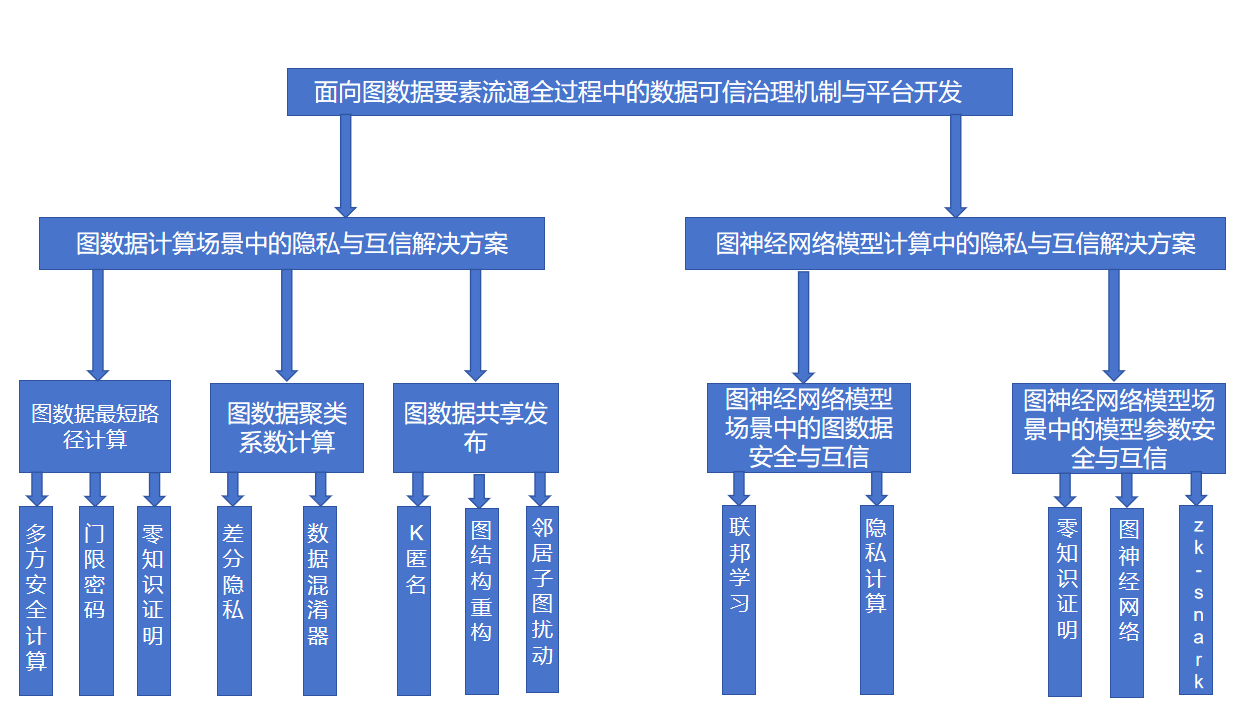 面向图数据要素流通全过程中的数据可信治理机制与平台开发
图数据计算场景中的隐私与互信解决方案
图神经网络模型计算中的隐私与互信解决方案
图数据最短路
径计算
图数据聚类
系数计算
图数据共享发
布
图神经网络模型
场景中的图数据
安全与互信
图神经网络模型场
景中的模型参数安
全与互信
多方安全计算
门限密码
零知识证明
差分隐私
数据混淆器
K匿名
图结构重构
邻居子图扰动
联邦学习
隐私计算
零知识证明
图神经网络
zk-snark